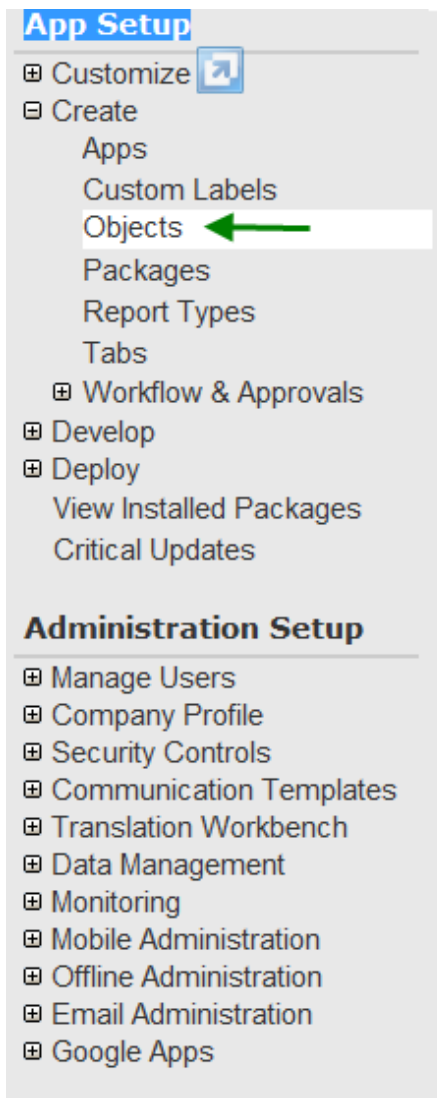 App Setup
Customize
Create
Apps
Custom Labels
Objects
Packages
Report Types
Tabs
Workflow & Approvals
Develop
Deploy
View Installed Packages
Critical Updates
Administration Setup
Manage Users
Company Profile
Security Controls
Communication Templates
Translation Workbench
Data Management
Monitoring
Mobile Administration
Offline Administration
Email Administration
Google Apps